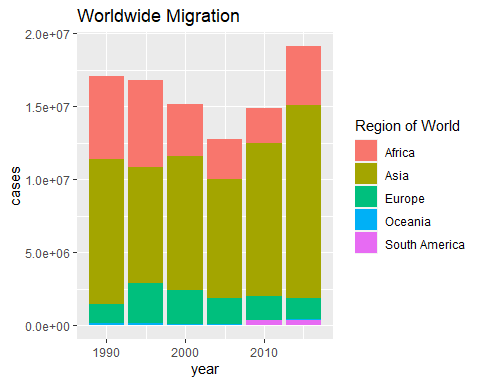 Worldwide Migration
2.0e+07
1.5e+07
1.0e+07
5.0e+06
0.0e+00
cases
1990
2000
2010
year
Region of World
Africa
Asia
Europe
Oceania
South America